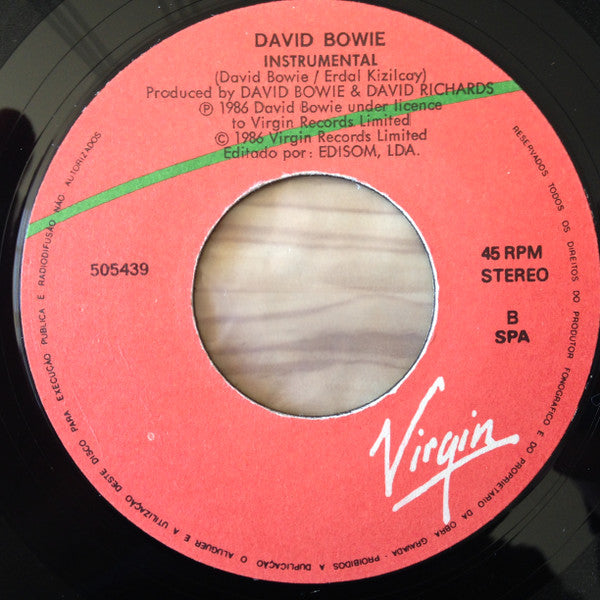 DAVID BOWIE
INSTRUMENTAL
(David Bowie / Erdal Kizilcay)
Produced by DAVID BOWIE & DAVID RICHARDS
Ⓟ 1986 David Bowie under licence
to Virgin Records Limited
© 1986 Virgin Records Limited
Editado por: EDISOM, LDA.
505439
45 RPM
STEREO
B
SPA
Virgin
RESERVADOS TODOS OS DIREITOS DO PRODUTOR FONOGRAFICO E DO PROPRIETARIO DA OBRA GRAVADA - PROIBIDOS A DUPLICAÇÃO O ALUGUER E A UTILIZAÇÃO DESTE DISCO PARA EXECUÇÃO PUBLICA E RADIODIFUSÃO NÃO AUTORIZADOS